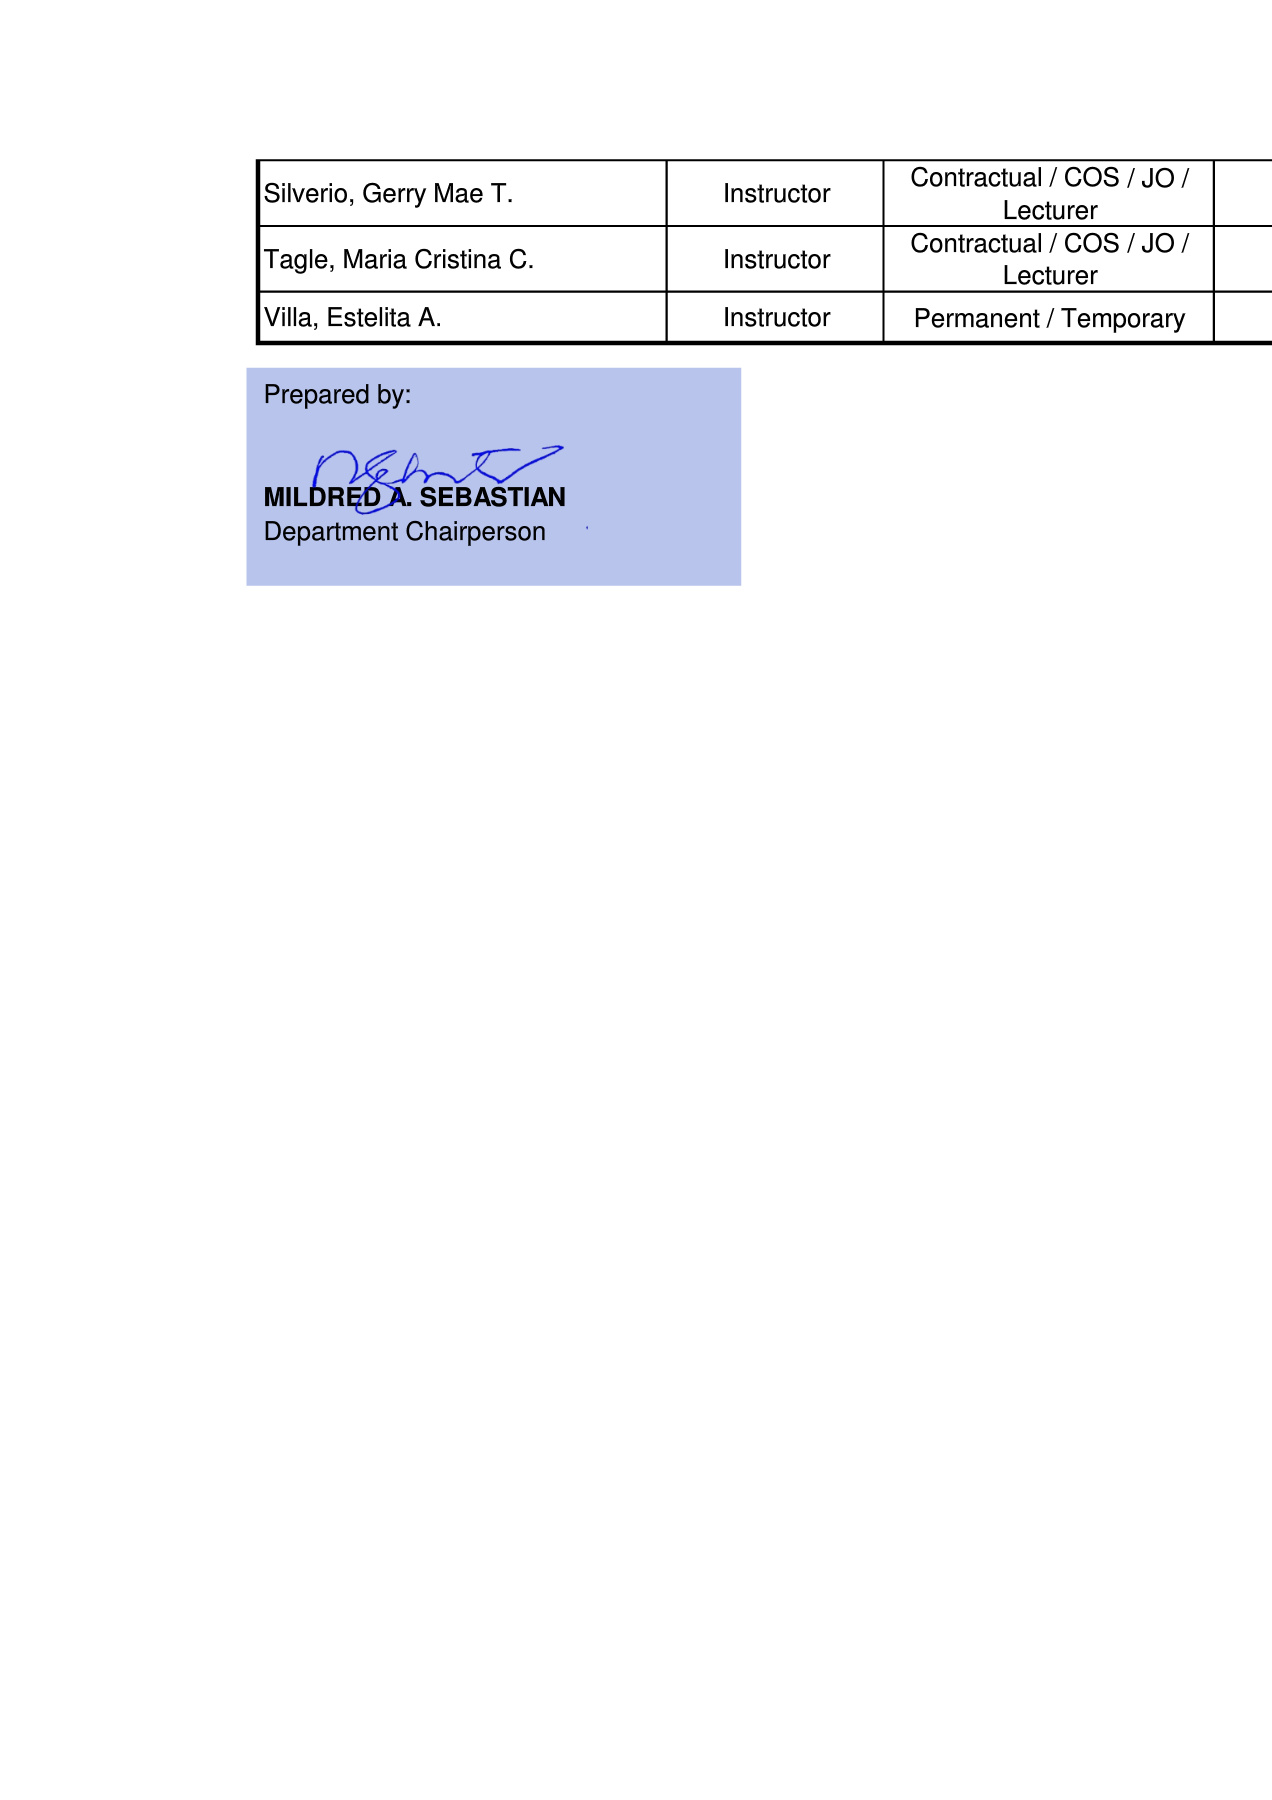 Silverio, Gerry Mae T. Instructor Contractual / COS / JO /
Lecturer
Tagle, Maria Cristina C. Instructor Contractual / COS / JO /
Lecturer
Villa, Estelita A. Instructor Permanent / Temporary
Prepared by:
MILDRED A. SEBASTIAN
Department Chairperson